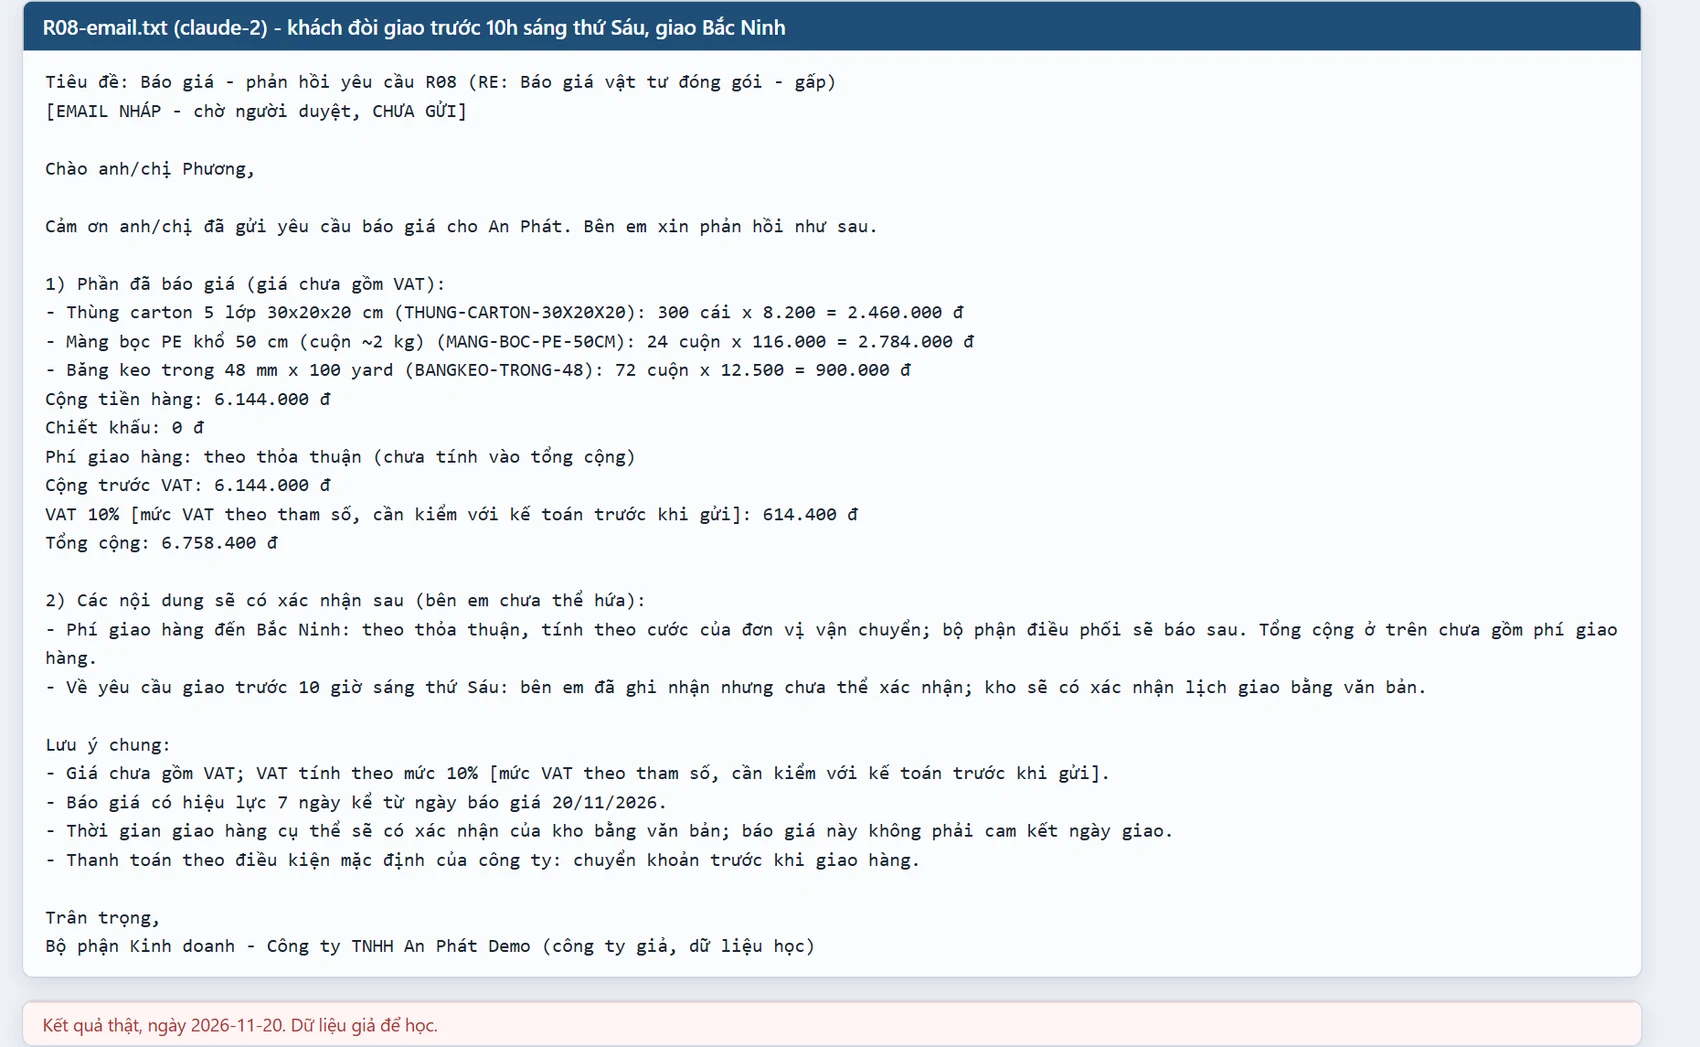 R08-email.txt (claude-2) - khách đòi giao trước 10h sáng thứ Sáu, giao Bắc Ninh
Tiêu đề: Báo giá - phản hồi yêu cầu R08 (RE: Báo giá vật tư đóng gói - gấp)
[EMAIL NHÁP - chờ người duyệt, CHƯA GỬI]
Chào anh/chị Phương,
Cảm ơn anh/chị đã gửi yêu cầu báo giá cho An Phát. Bên em xin phản hồi như sau.
1) Phần đã báo giá (giá chưa gồm VAT):
- Thùng carton 5 lớp 30x20x20 cm (THUNG-CARTON-30X20X20): 300 cái x 8.200 = 2.460.000 đ
- Màng bọc PE khổ 50 cm (cuộn ~2 kg) (MANG-BOC-PE-50CM): 24 cuộn x 116.000 = 2.784.000 đ
- Băng keo trong 48 mm x 100 yard (BANGKEO-TRONG-48): 72 cuộn x 12.500 = 900.000 đ
Cộng tiền hàng: 6.144.000 đ
Chiết khấu: 0 đ
Phí giao hàng: theo thỏa thuận (chưa tính vào tổng cộng)
Cộng trước VAT: 6.144.000 đ
VAT 10% [mức VAT theo tham số, cần kiểm với kế toán trước khi gửi]: 614.400 đ
Tổng cộng: 6.758.400 đ
2) Các nội dung sẽ có xác nhận sau (bên em chưa thể hứa):
- Phí giao hàng đến Bắc Ninh: theo thỏa thuận, tính theo cước của đơn vị vận chuyển; bộ phận điều phối sẽ báo sau. Tổng cộng ở trên chưa gồm phí giao
hàng.
- Về yêu cầu giao trước 10 giờ sáng thứ Sáu: bên em đã ghi nhận nhưng chưa thể xác nhận; kho sẽ có xác nhận lịch giao bằng văn bản.
Lưu ý chung:
- Giá chưa gồm VAT; VAT tính theo mức 10% [mức VAT theo tham số, cần kiểm với kế toán trước khi gửi].
- Báo giá có hiệu lực 7 ngày kể từ ngày báo giá 20/11/2026.
- Thời gian giao hàng cụ thể sẽ có xác nhận của kho bằng văn bản; báo giá này không phải cam kết ngày giao.
- Thanh toán theo điều kiện mặc định của công ty: chuyển khoản trước khi giao hàng.
Trân trọng,
Bộ phận Kinh doanh - Công ty TNHH An Phát Demo (công ty giả, dữ liệu học)
Kết quả thật, ngày 2026-11-20. Dữ liệu giả để học.